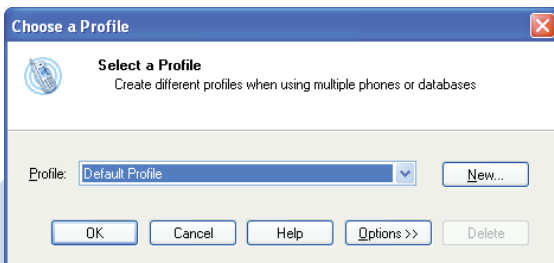 Choose a Profile
Select a Profile
Create different profiles when using multiple phones or databases
Profile: Default Profile New...
OK Cancel Help Options >> Delete